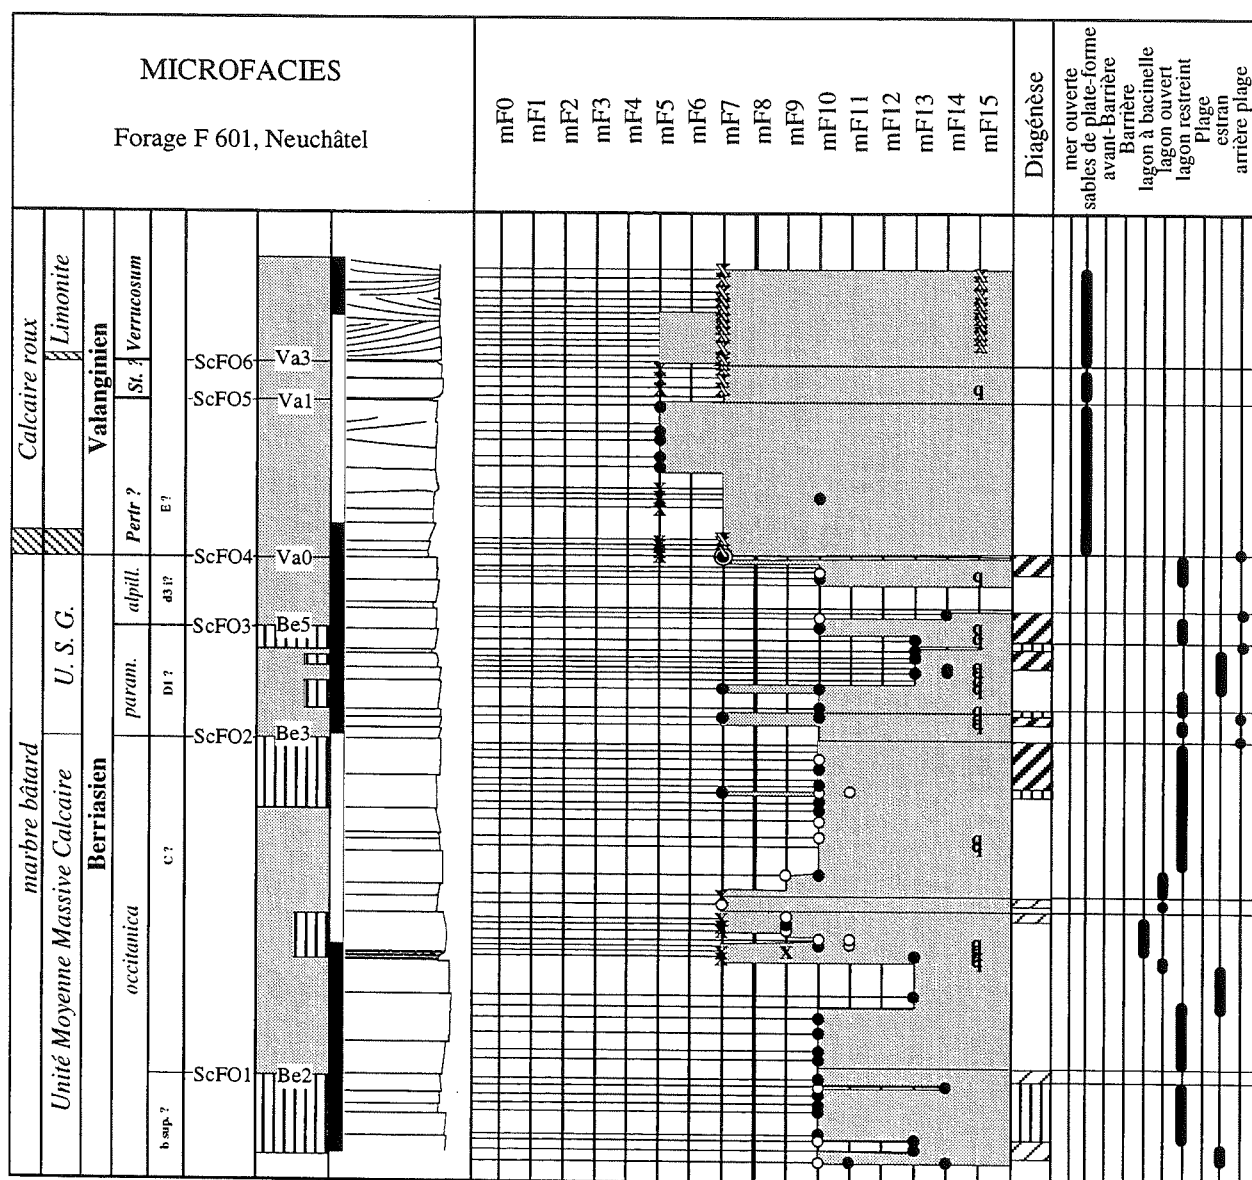 MICROFACIES
Forage F 601, Neuchâtel
mF0
mF1
mF2
mF3
mF4
mF5
mF6
mF7
mF8
mF9
mF10
mF11
mF12
mF13
mF14
mF15
Diagénèse
mer ouverte
sables de plate-forme
avant-Barrière
Barrière
lagon à bacinelle
lagon ouvert
lagon restreint
Plage
estran
arrière plage
Calcaire roux
marbre bâtard
Limonite
U. S. G.
Unité Moyenne Massive Calcaire
Valanginien
Berriasien
Verrucosum
St. ?
Pertr ?
alpill.
param.
occitanica
E ?
d3 i?
D1 ?
C ?
b sup. ?
ScFO6
Va3
ScFO5
Va1
ScFO4
Va0
ScFO3
Be5
ScFO2
Be3
ScFO1
Be2